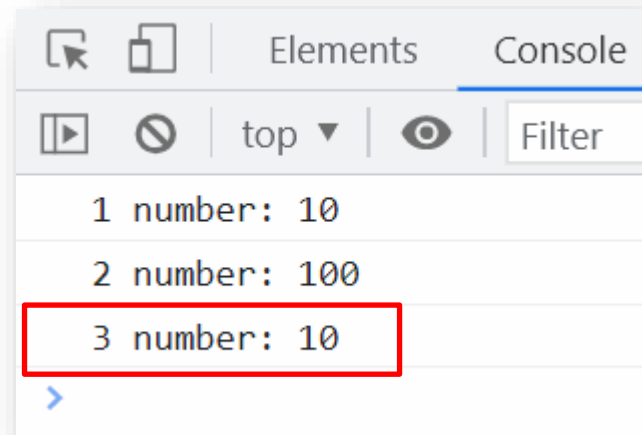 Elements Console
top Filter
1 number: 10
2 number: 100
3 number: 10